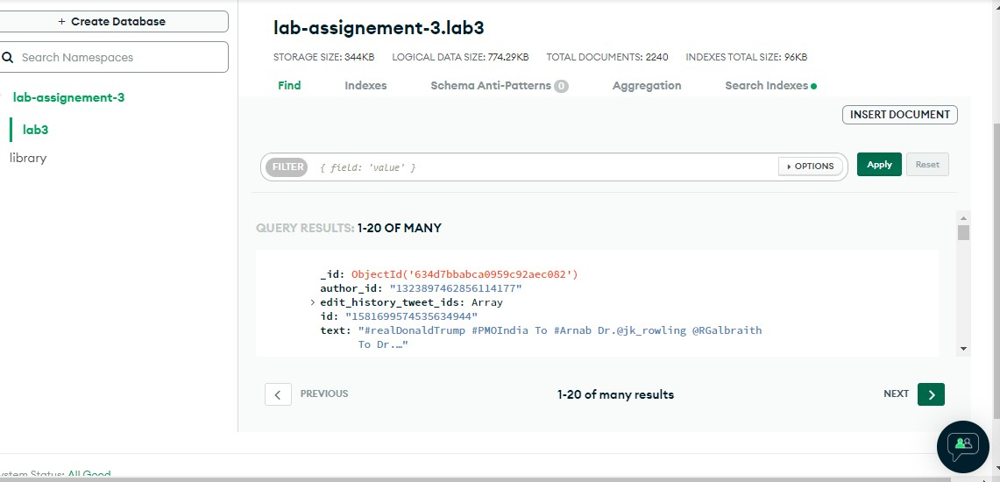 + Create Database
Search Namespaces
lab-assignement-3
lab3
library
lab-assignement-3.lab3
STORAGE SIZE: 344KB LOGICAL DATA SIZE: 774.29KB TOTAL DOCUMENTS: 2240 INDEXES TOTAL SIZE: 96KB
Find Indexes Schema Anti-Patterns 0 Aggregation Search Indexes
INSERT DOCUMENT
FILTER { field: 'value' } OPTIONS Apply Reset
QUERY RESULTS: 1-20 OF MANY
_id: ObjectId('634d7bbabca0959c92aec082')
author_id: "1323897462856114177"
edit_history_tweet_ids: Array
id: "1581699574535634944"
text: "#realDonaldTrump #PMOIndia To #Arnab Dr.@jk_rowling @RGalbraith
To Dr.…"
PREVIOUS 1-20 of many results NEXT
Status: All Good